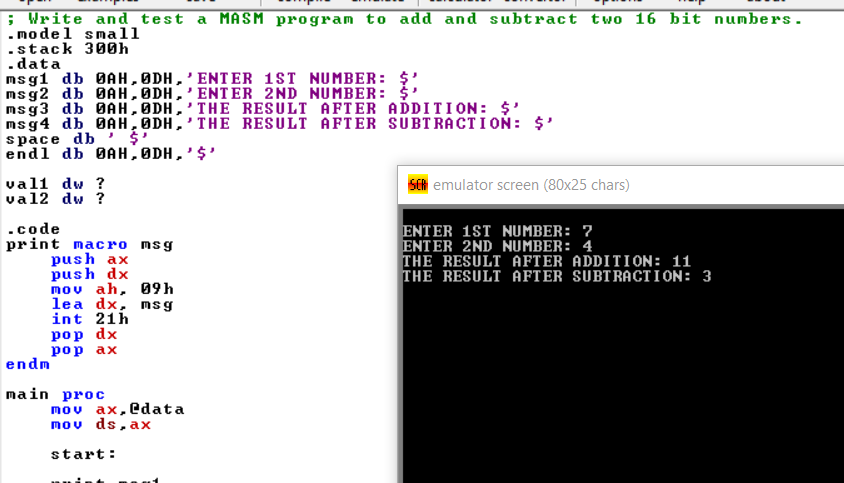 ; Write and test a MASM program to add and subtract two 16 bit numbers.
.model small
.stack 300h
.data
msg1 db 0AH,0DH,'ENTER 1ST NUMBER: $'
msg2 db 0AH,0DH,'ENTER 2ND NUMBER: $'
msg3 db 0AH,0DH,'THE RESULT AFTER ADDITION: $'
msg4 db 0AH,0DH,'THE RESULT AFTER SUBTRACTION: $'
space db ' $'
endl db 0AH,0DH,'$'
val1 dw ?
val2 dw ?
.code
print macro msg
push ax
push dx
mov ah, 09h
lea dx, msg
int 21h
pop dx
pop ax
endm
main proc
mov ax,@data
mov ds,ax
start:
SCR emulator screen (80x25 chars)
ENTER 1ST NUMBER: 7
ENTER 2ND NUMBER: 4
THE RESULT AFTER ADDITION: 11
THE RESULT AFTER SUBTRACTION: 3